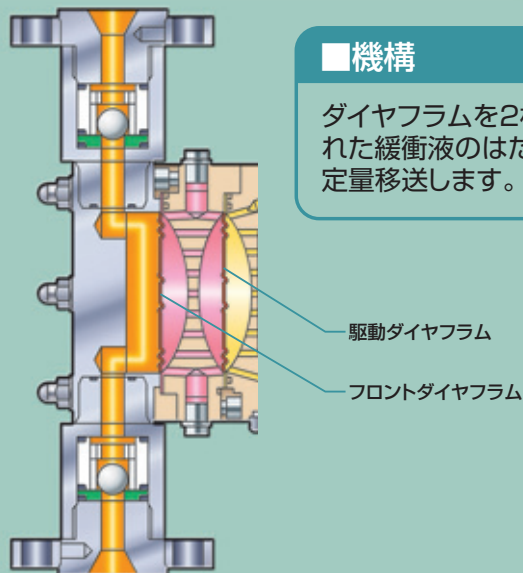 ■機構
ダイヤフラムを2
れた緩衝液のはた
定量移送します。
駆動ダイヤフラム
フロントダイヤフラム